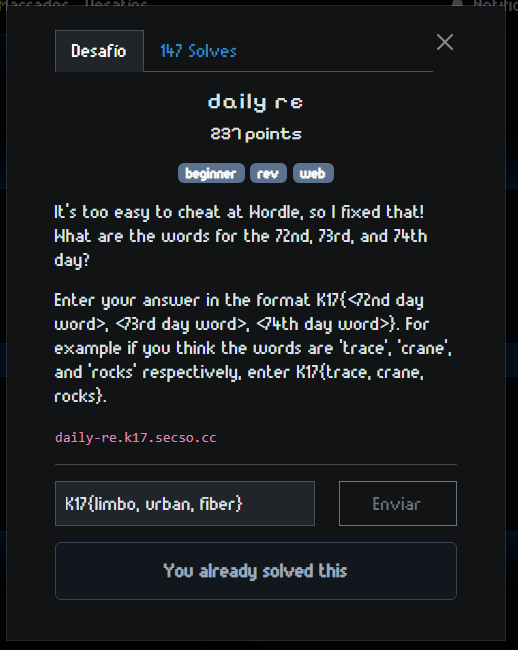 Marcador Desafíos Notific
Desafío 147 Solves
daily re
237 points
beginner rev web
It's too easy to cheat at Wordle, so I fixed that!
What are the words for the 72nd, 73rd, and 74th
day?
Enter your answer in the format K17{<72nd day
word>, <73rd day word>, <74th day word>}. For
example if you think the words are 'trace', 'crane',
and 'rocks' respectively, enter K17{trace, crane,
rocks}.
daily-re.k17.secso.cc
K17{limbo, urban, fiber} Enviar
You already solved this